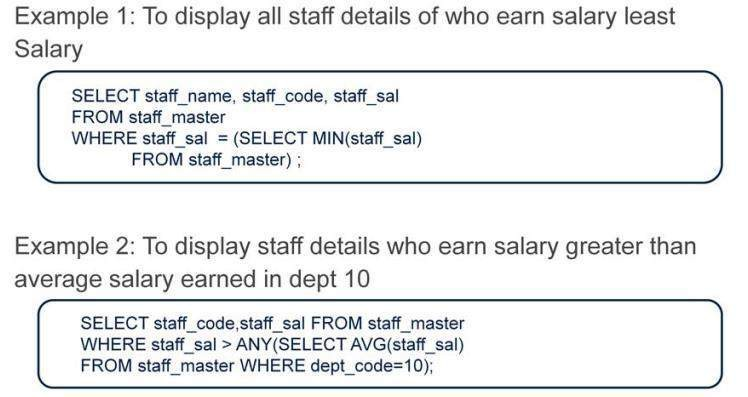 Example 1: To display all staff details of who earn salary least
Salary
SELECT staff_name, staff_code, staff_sal
FROM staff_master
WHERE staff_sal = (SELECT MIN(staff_sal)
FROM staff_master) ;
Example 2: To display staff details who earn salary greater than
average salary earned in dept 10
SELECT staff_code,staff_sal FROM staff_master
WHERE staff_sal > ANY(SELECT AVG(staff_sal)
FROM staff_master WHERE dept_code=10);